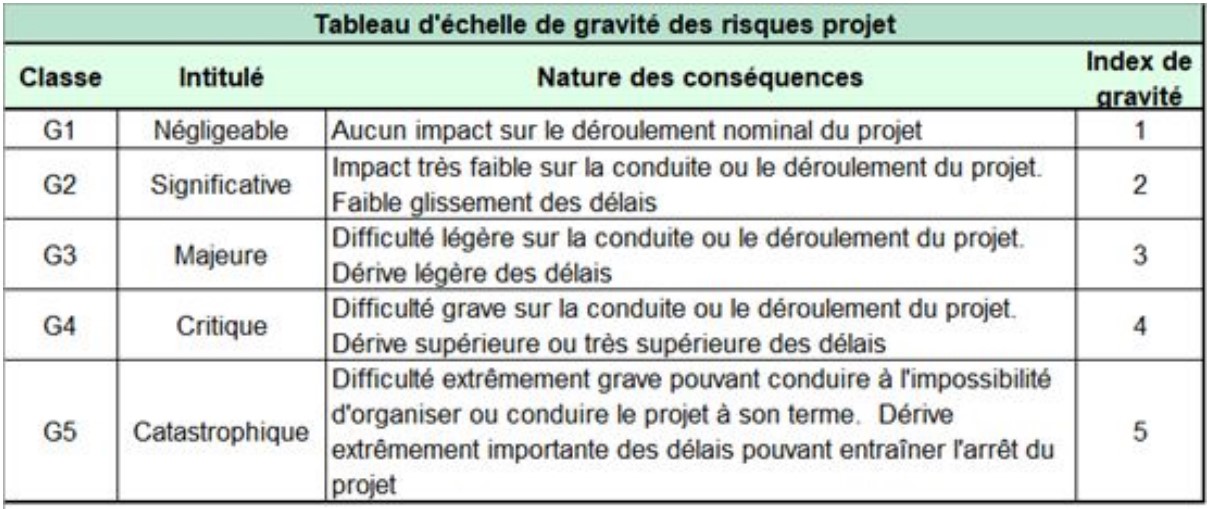 Tableau d'échelle de gravité des risques projet
Classe Intitulé Nature des conséquences Index de
gravité
G1 Négligeable Aucun impact sur le déroulement nominal du projet 1
G2 Significative Impact très faible sur la conduite ou le déroulement du projet.
Faible glissement des délais 2
G3 Majeure Difficulté légère sur la conduite ou le déroulement du projet.
Dérive légère des délais 3
G4 Critique Difficulté grave sur la conduite ou le déroulement du projet.
Dérive supérieure ou très supérieure des délais 4
G5 Catastrophique Difficulté extrêmement grave pouvant conduire à l'impossibilité
d'organiser ou conduire le projet à son terme. Dérive
extrêmement importante des délais pouvant entraîner l'arrêt du
projet 5